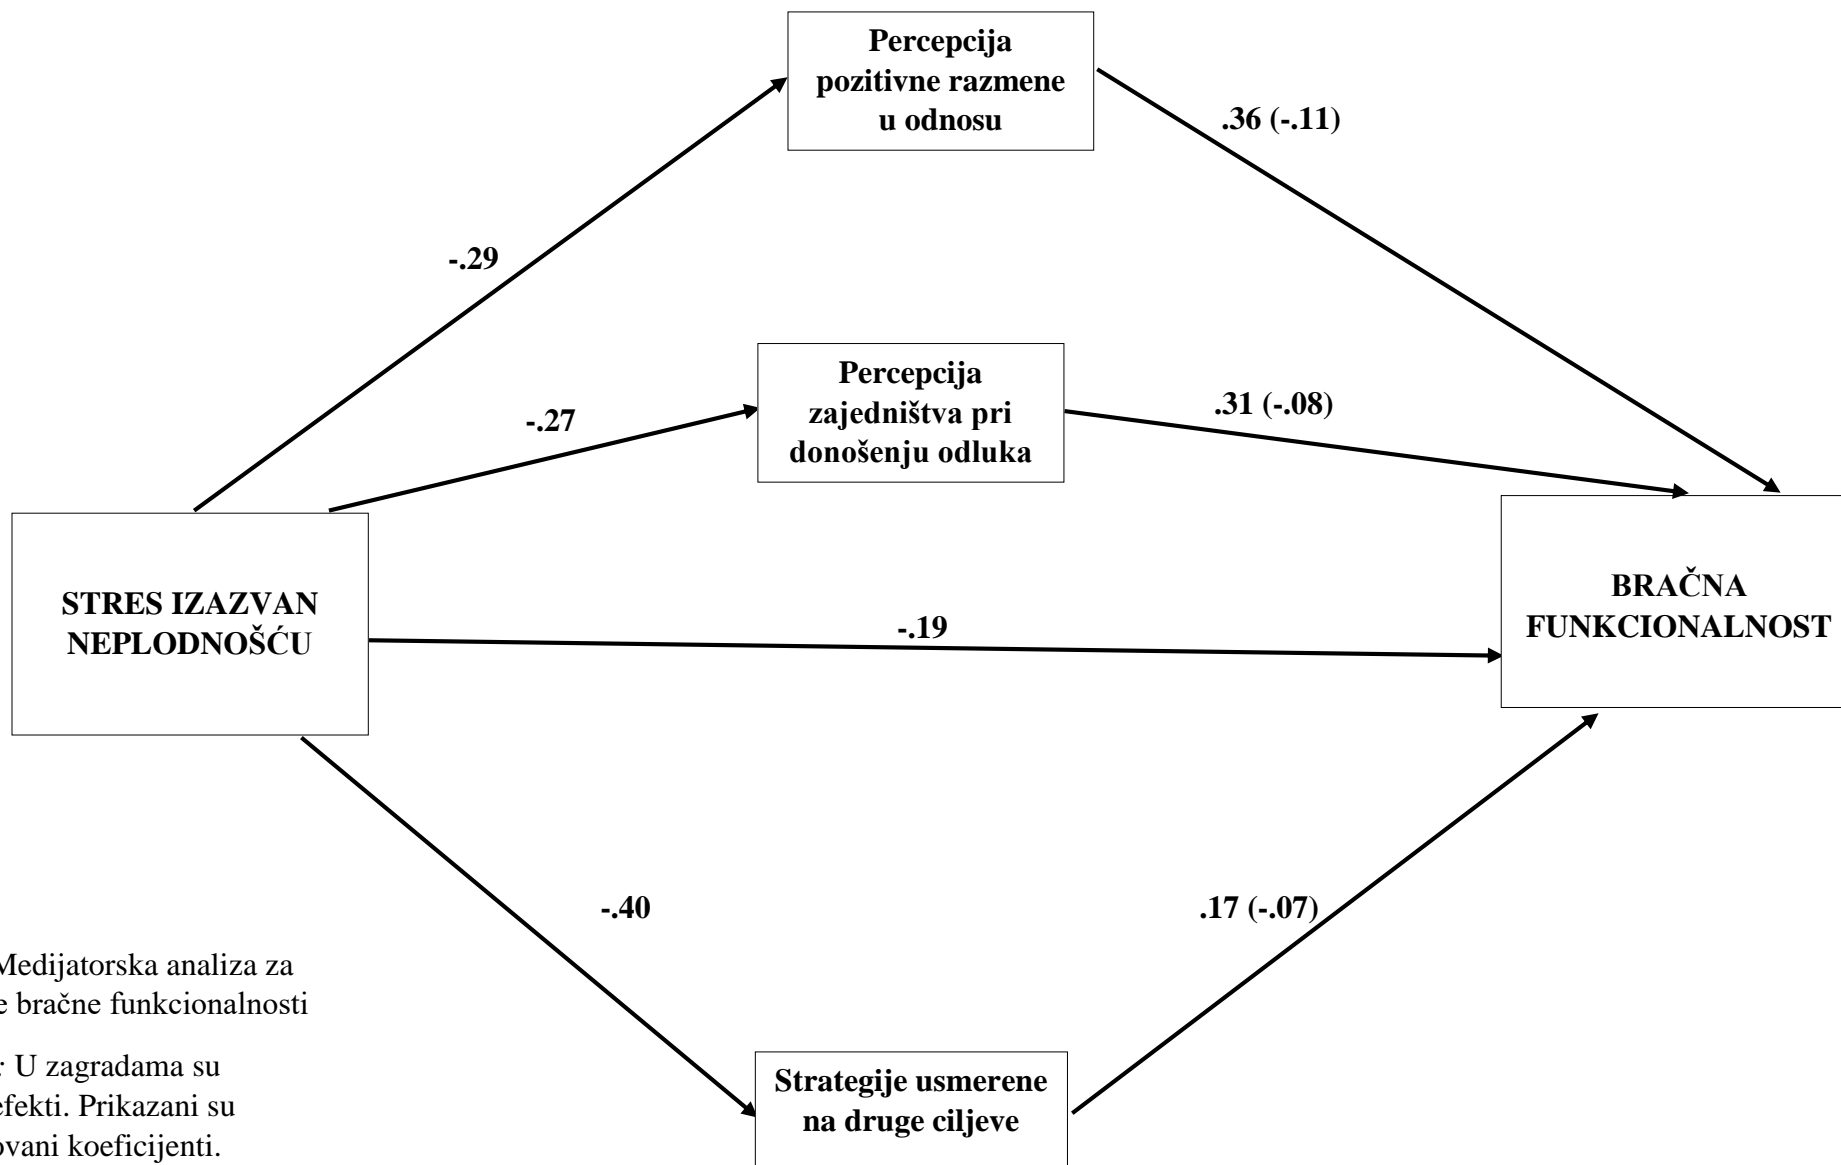 Percepcija
pozitivne razmene
u odnosu
.36 (-.11)
-.29
Percepcija
zajedništva pri
donošenju odluka
.31 (-.08)
-.27
STRES IZAZVAN
NEPLODNOŠĆU
-.19
BRAČNA
FUNKCIONALNOST
-.40
.17 (-.07)
Medijatorska analiza za
bračne funkcionalnosti
U zagradama su
efekti. Prikazani su
koeficijenti.
Strategije usmerene
na druge ciljeve